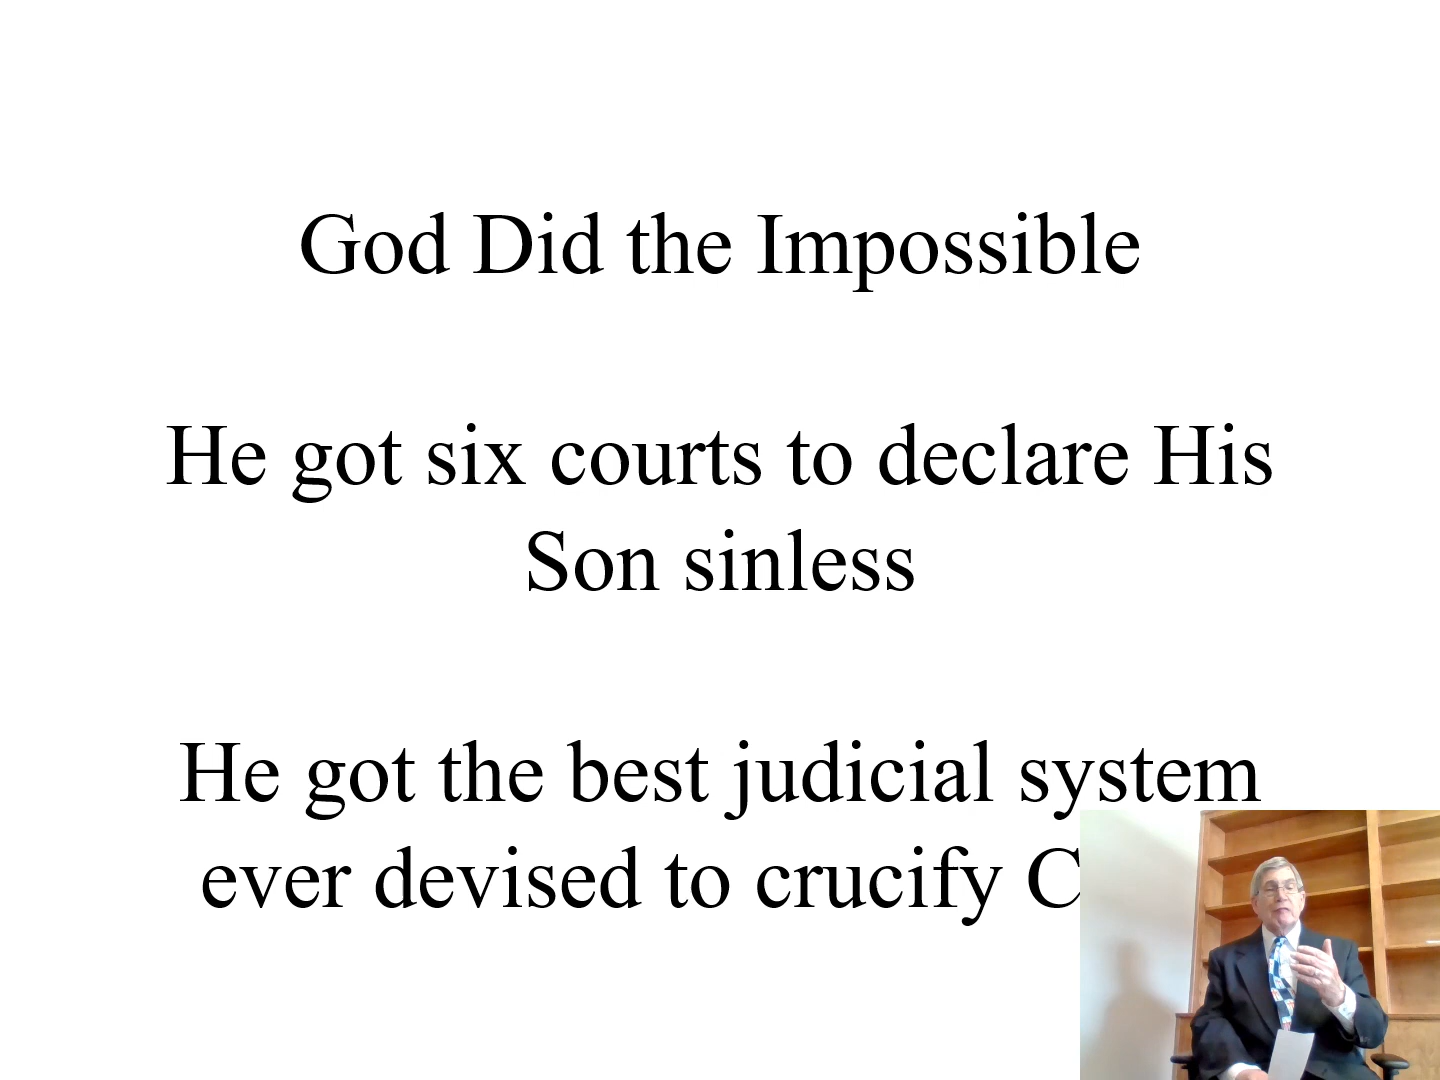 God Did the Impossible
He got six courts to declare His
Son sinless
He got the best judicial system
ever devised to crucify